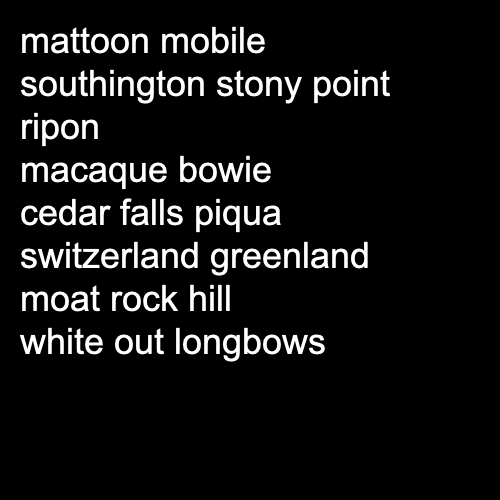 mattoon mobile
southington stony point
ripon
macaque bowie
cedar falls piqua
switzerland greenland
moat rock hill
white out longbows